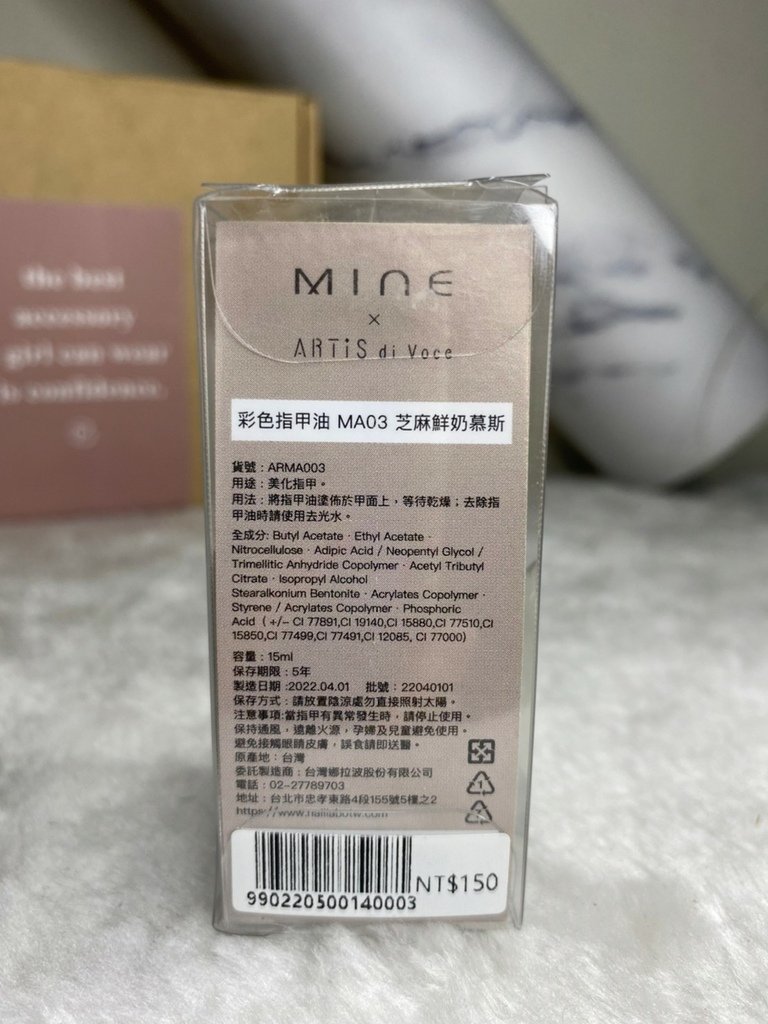 the best
accessory
girl can wear
is confidence.
MINE
×
ARTiS di Voce
彩色指甲油 MA03 芝麻鮮奶慕斯
貨號：ARMA003
用途：美化指甲。
用法：將指甲油塗佈於甲面上，等待乾燥；去除指
甲油時請使用去光水。
全成分: Butyl Acetate · Ethyl Acetate ·
Nitrocellulose · Adipic Acid / Neopentyl Glycol /
Trimellitic Anhydride Copolymer · Acetyl Tributyl
Citrate · Isopropyl Alcohol
Stearalkonium Bentonite · Acrylates Copolymer ·
Styrene / Acrylates Copolymer · Phosphoric
Acid（ +/– CI 77891,CI 19140,CI 15880,CI 77510,CI
15850,CI 77499,CI 77491,CI 12085, CI 77000）
容量：15ml
保存期限：5年
製造日期 :2022.04.01 批號：22040101
保存方式：請放置陰涼處勿直接照射太陽。
注意事項:當指甲有異常發生時，請停止使用。
保持通風，遠離火源，孕婦及兒童避免使用。
避免接觸眼睛皮膚，誤食請即送醫。
原產地：台灣
委託製造商：台灣娜拉波股份有限公司
電話：02-27789703
地址：台北市忠孝東路4段155號5樓之2
1
NT$150
990220500140003